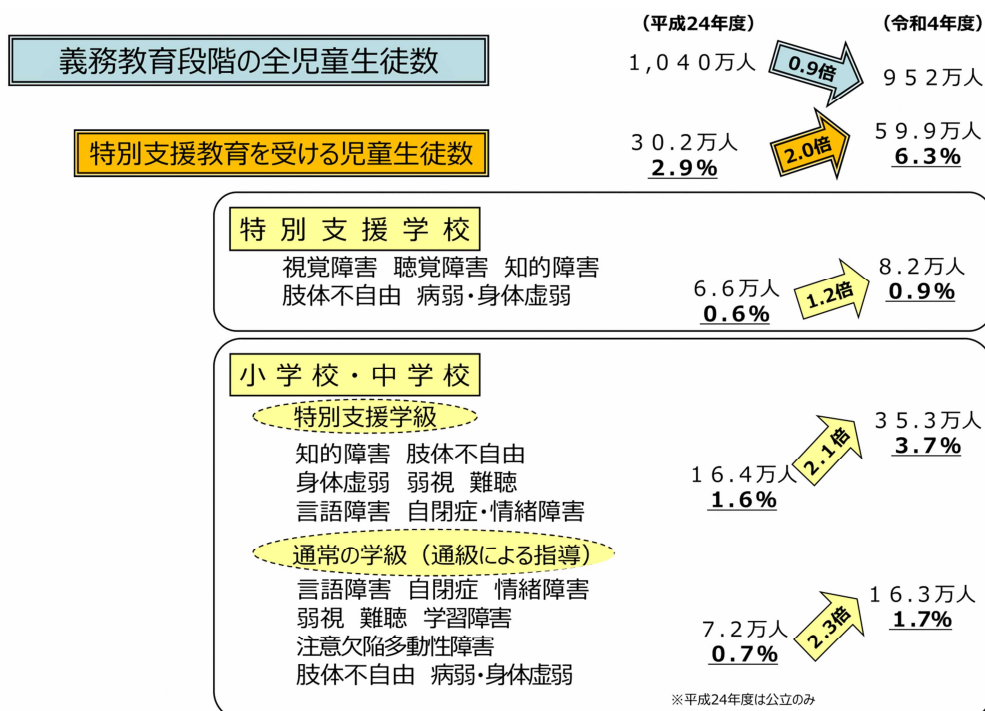 (平成24年度) (令和4年度)
義務教育段階の全児童生徒数 1,040万人 0.9倍 952万人
特別支援教育を受ける児童生徒数 30.2万人 2.0倍 59.9万人
2.9% 6.3%
特別支援学校
視覚障害 聴覚障害 知的障害
肢体不自由 病弱・身体虚弱
6.6万人 1.2倍 8.2万人
0.6% 0.9%
小学校・中学校
特別支援学級
知的障害 肢体不自由
身体虚弱 弱視 難聴
言語障害 自閉症・情緒障害
16.4万人 2.1倍 35.3万人
1.6% 3.7%
通常の学級(通級による指導)
言語障害 自閉症 情緒障害
弱視 難聴 学習障害
注意欠陥多動性障害
肢体不自由 病弱・身体虚弱
7.2万人 2.3倍 16.3万人
0.7% 1.7%
※平成24年度は公立のみ